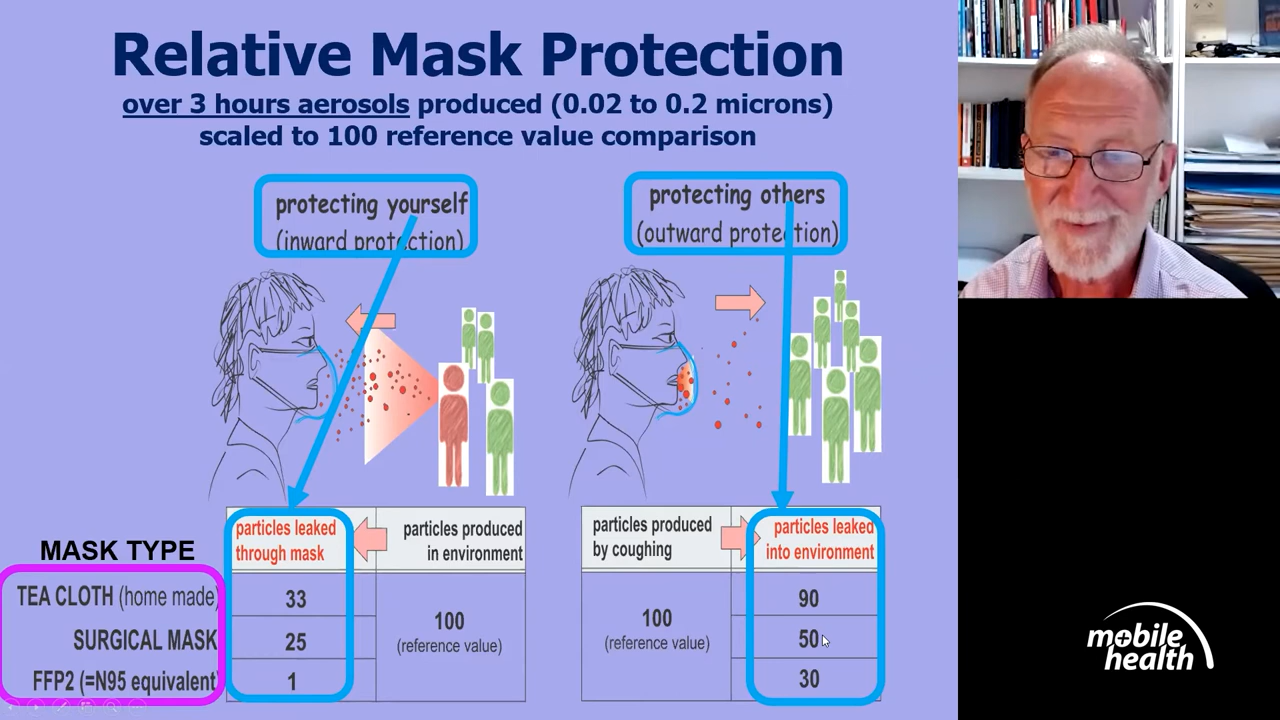 Relative Mask Protection
over 3 hours aerosols produced (0.02 to 0.2 microns)
scaled to 100 reference value comparison
protecting yourself
(inward protection)
protecting others
(outward protection)
MASK TYPE
TEA CLOTH (home made)
SURGICAL MASK
FFP2 (=N95 equivalent)
particles leaked
through mask
particles produced
in environment
33
25
1
100
(reference value)
particles produced
by coughing
particles leaked
into environment
100
(reference value)
90
50
30
mobile
health